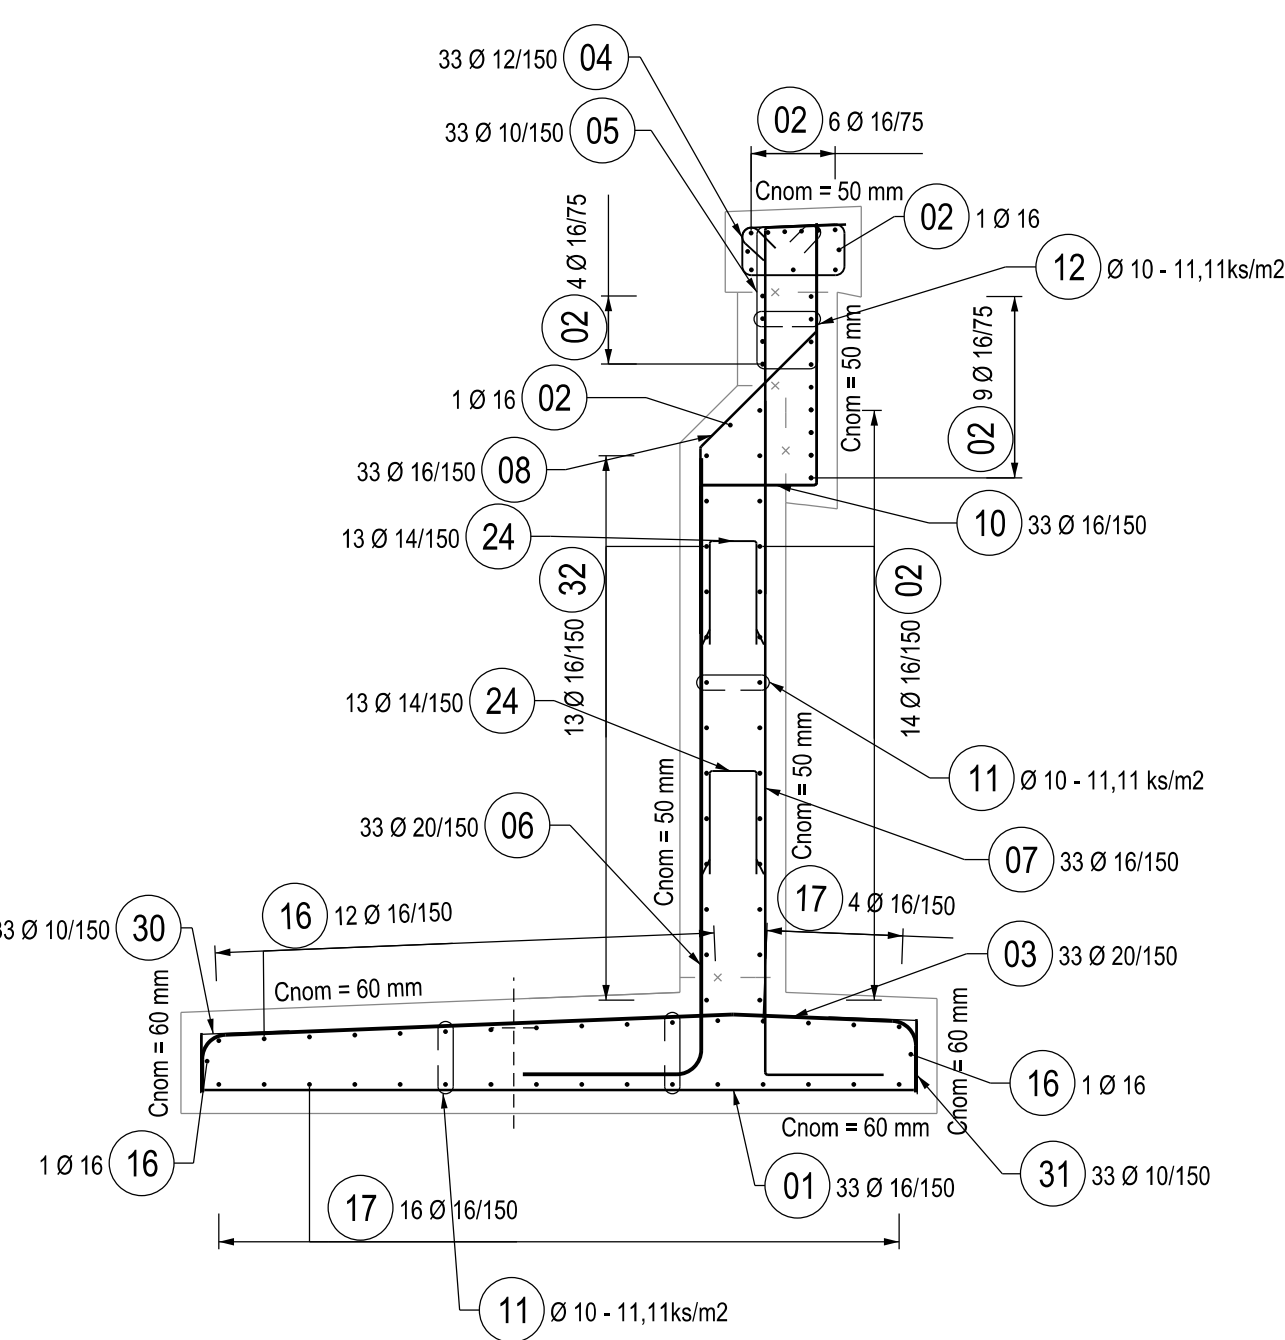 33 Ø 12/150 04
02 6 Ø 16/75
33 Ø 10/150 05
Cnom = 50 mm
02 1 Ø 16
4 Ø 16/75
02
12 Ø 10 - 11,11ks/m2
Cnom = 50 mm
9 Ø 16/75
02
1 Ø 16 02
33 Ø 16/150 08
10 33 Ø 16/150
13 Ø 14/150 24
32
13 Ø 16/150
02
14 Ø 16/150
13 Ø 14/150 24
Cnom = 50 mm
Cnom = 50 mm
11 Ø 10 - 11,11 ks/m2
33 Ø 20/150 06
07 33 Ø 16/150
16 12 Ø 16/150
17 4 Ø 16/150
33 Ø 10/150 30
03 33 Ø 20/150
Cnom = 60 mm
Cnom = 60 mm
Cnom = 60 mm
16 1 Ø 16
Cnom = 60 mm
1 Ø 16 16
01 33 Ø 16/150
31 33 Ø 10/150
17 16 Ø 16/150
11 Ø 10 - 11,11ks/m2